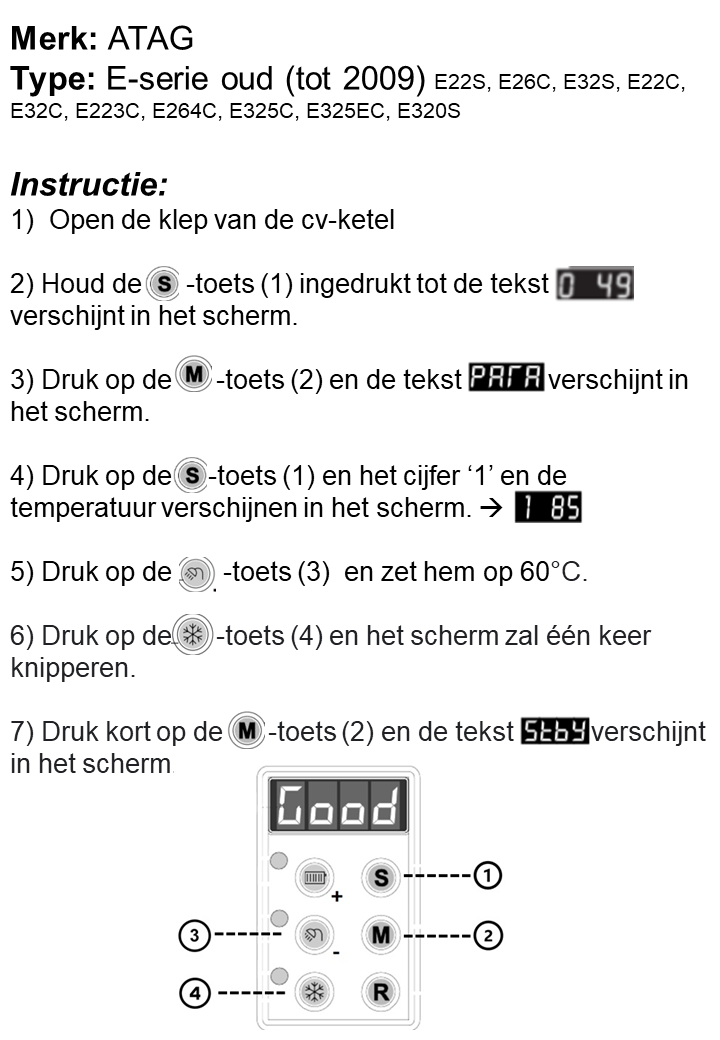 Merk: ATAG
Type: E-serie oud (tot 2009) E22S, E26C, E32S, E22C,
E32C, E223C, E264C, E325C, E325EC, E320S
Instructie:
1) Open de klep van de cv-ketel
2) Houd de S -toets (1) ingedrukt tot de tekst 0 49
verschijnt in het scherm.
3) Druk op de M -toets (2) en de tekst PArA verschijnt in
het scherm.
4) Druk op de S -toets (1) en het cijfer ‘1’ en de
temperatuur verschijnen in het scherm. → 1 85
5) Druk op de -toets (3) en zet hem op 60°C.
6) Druk op de -toets (4) en het scherm zal één keer
knipperen.
7) Druk kort op de M -toets (2) en de tekst Stby verschijnt
in het scherm
Good
S 1
+
3 M 2
-
4 R